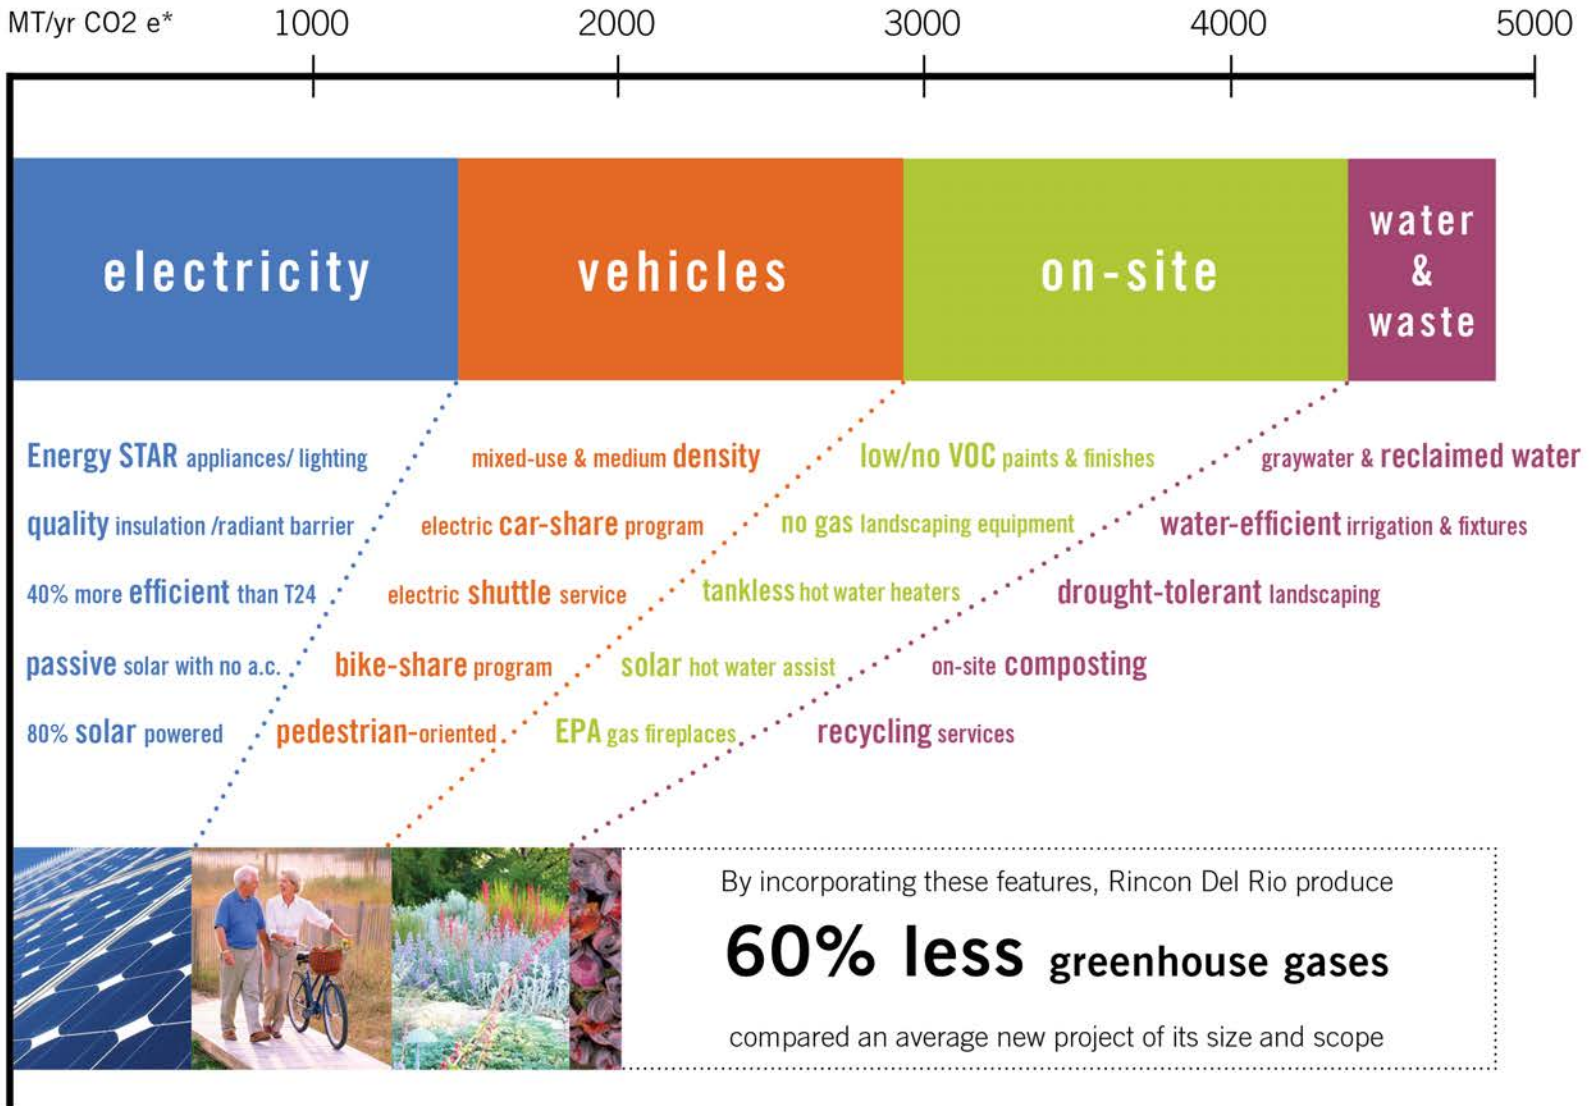 MT/yr CO2 e* 1000 2000 3000 4000 5000
electricity
vehicles
on-site
water
&
waste
Energy STAR appliances/ lighting
quality insulation /radiant barrier
40% more efficient than T24
passive solar with no a.c.
80% solar powered
mixed-use & medium density
electric car-share program
electric shuttle service
bike-share program
pedestrian-oriented
low/no VOC paints & finishes
no gas landscaping equipment
tankless hot water heaters
solar hot water assist
EPA gas fireplaces
graywater & reclaimed water
water-efficient irrigation & fixtures
drought-tolerant landscaping
on-site composting
recycling services
By incorporating these features, Rincon Del Rio produce
60% less greenhouse gases
compared an average new project of its size and scope